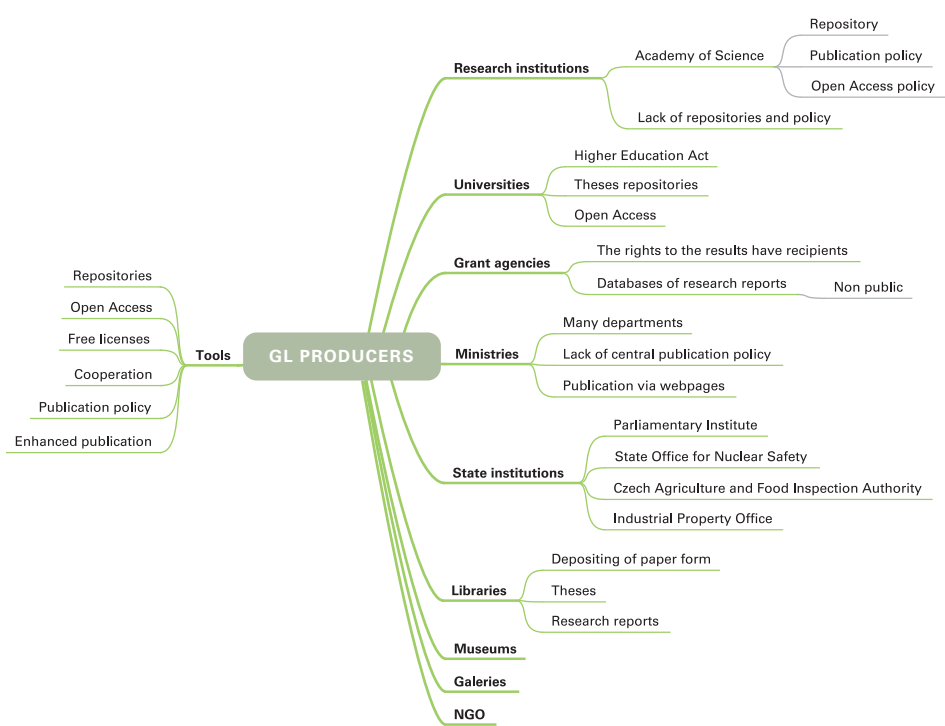 GL PRODUCERS
Tools
Repositories
Open Access
Free licenses
Cooperation
Publication policy
Enhanced publication
Research institutions
Academy of Science
Repository
Publication policy
Open Access policy
Lack of repositories and policy
Universities
Higher Education Act
Theses repositories
Open Access
Grant agencies
The rights to the results have recipients
Databases of research reports
Non public
Ministries
Many departments
Lack of central publication policy
Publication via webpages
State institutions
Parliamentary Institute
State Office for Nuclear Safety
Czech Agriculture and Food Inspection Authority
Industrial Property Office
Libraries
Depositing of paper form
Theses
Research reports
Museums
Galeries
NGO